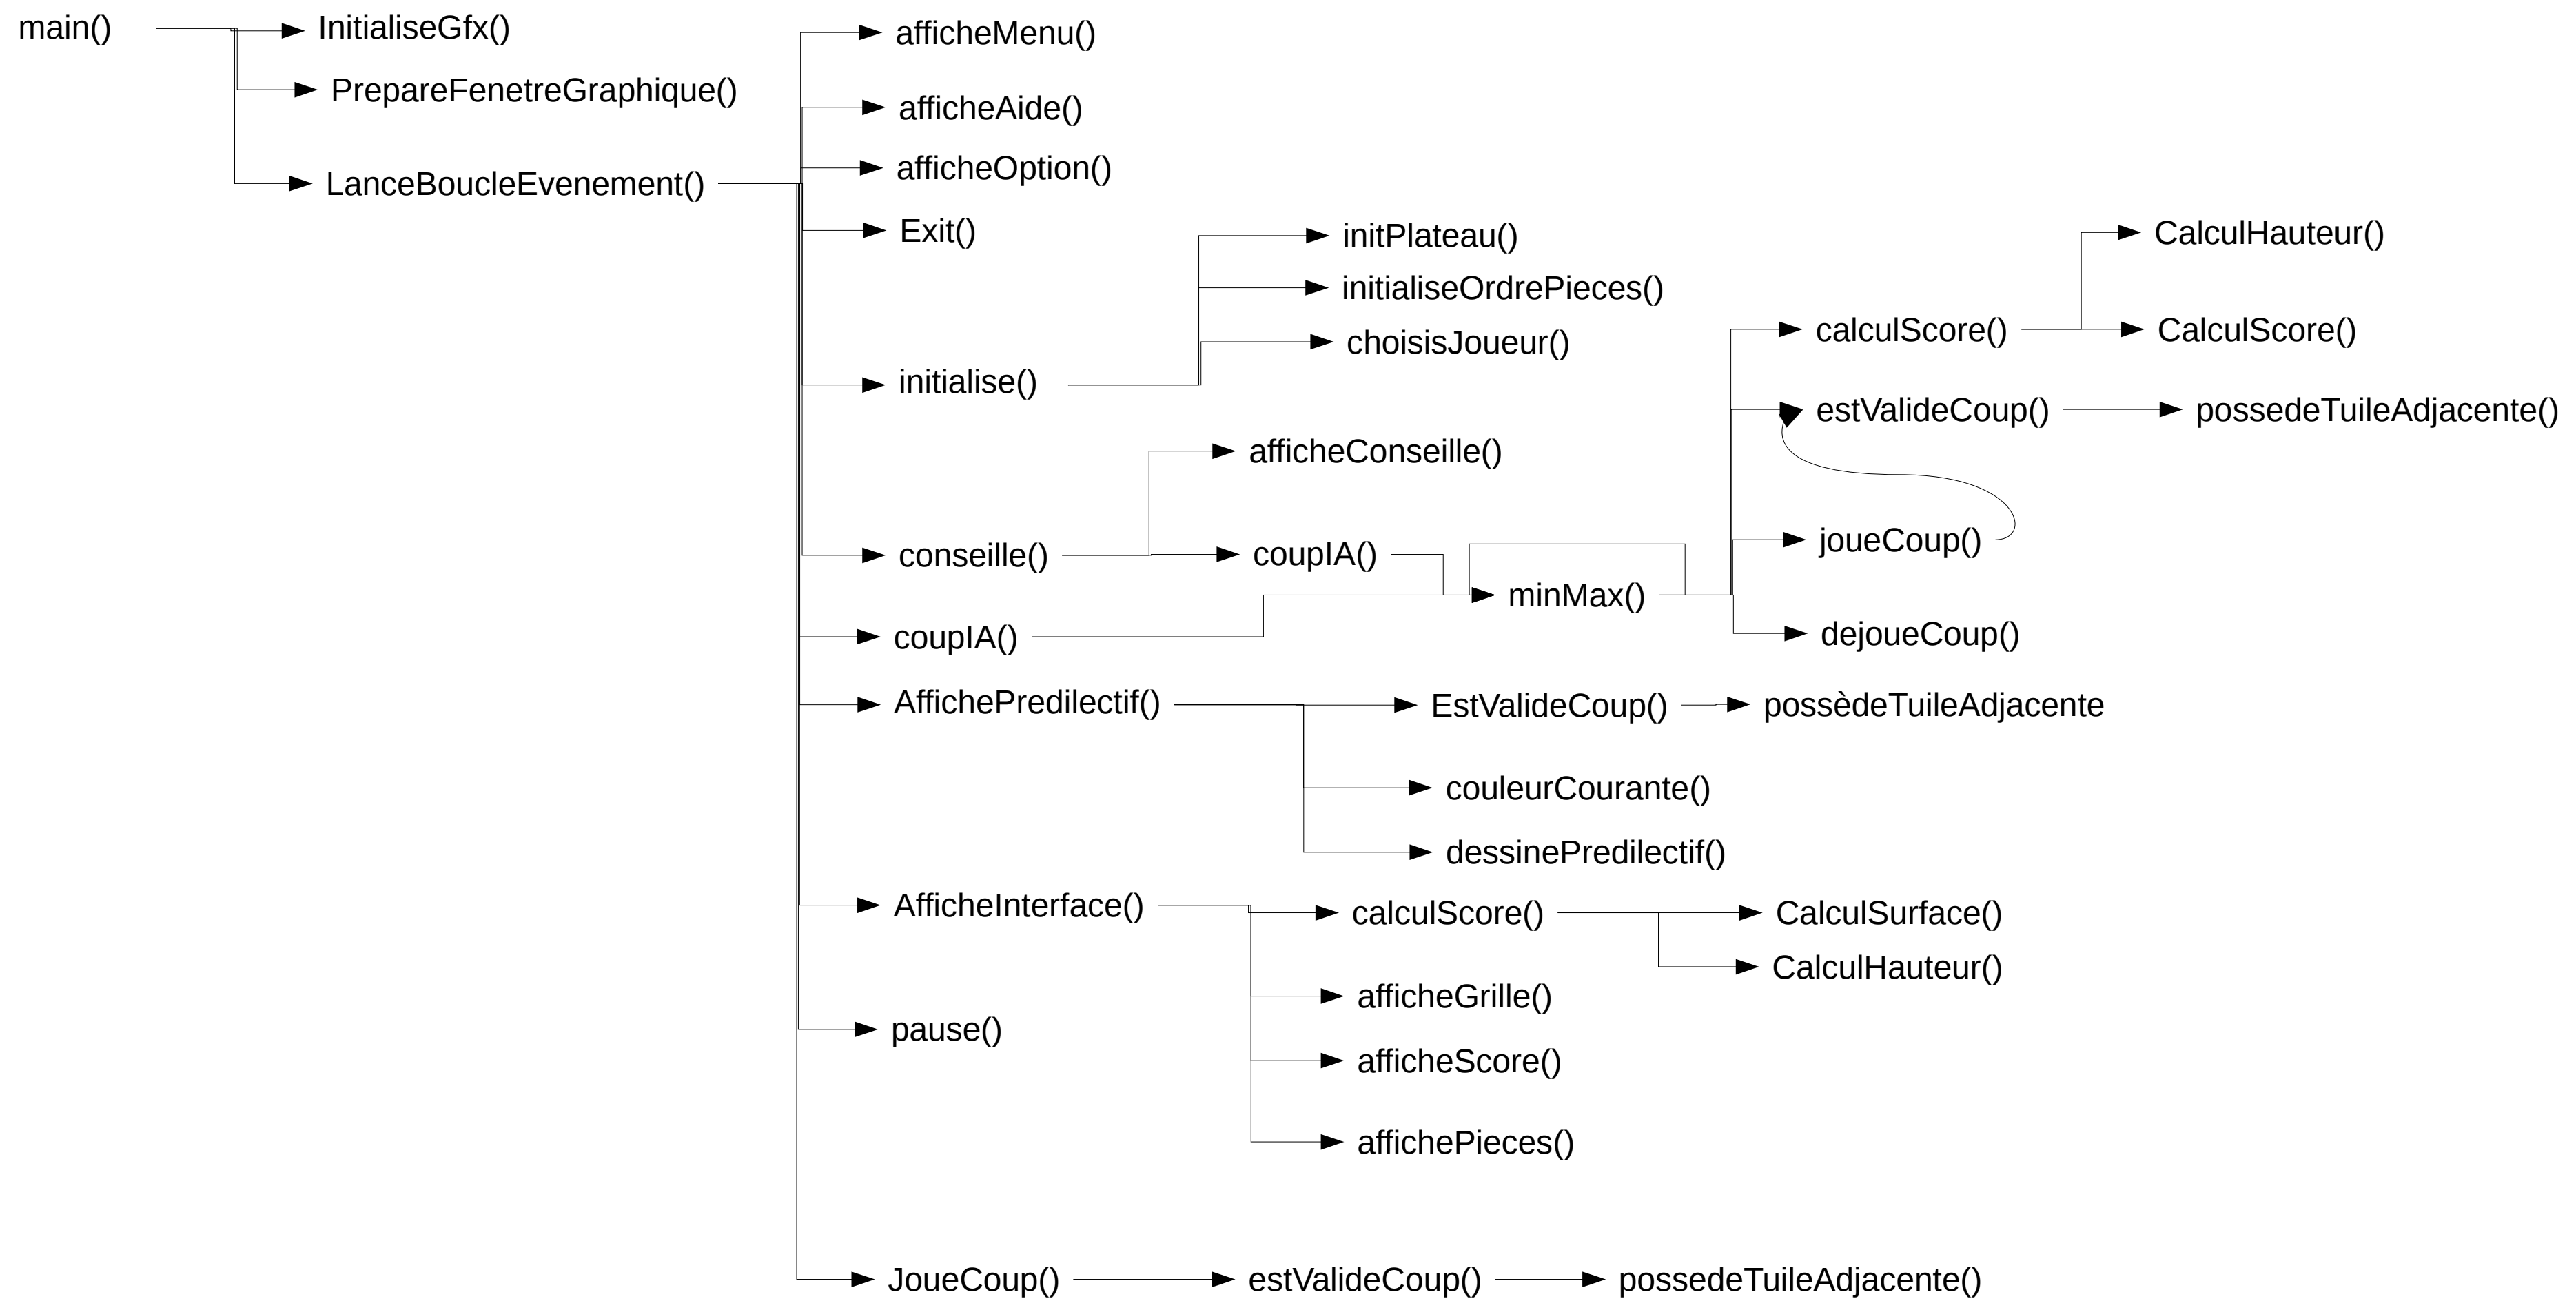 main()
InitialiseGfx()
PrepareFenetreGraphique()
LanceBoucleEvenement()
afficheMenu()
afficheAide()
afficheOption()
Exit()
initialise()
initPlateau()
initialiseOrdrePieces()
choisisJoueur()
conseille()
afficheConseille()
coupIA()
coupIA()
minMax()
calculScore()
CalculHauteur()
CalculScore()
estValideCoup()
possedeTuileAdjacente()
joueCoup()
dejoueCoup()
AffichePredilectif()
EstValideCoup()
possèdeTuileAdjacente
couleurCourante()
dessinePredilectif()
AfficheInterface()
calculScore()
CalculSurface()
CalculHauteur()
afficheGrille()
afficheScore()
affichePieces()
pause()
JoueCoup()
estValideCoup()
possedeTuileAdjacente()